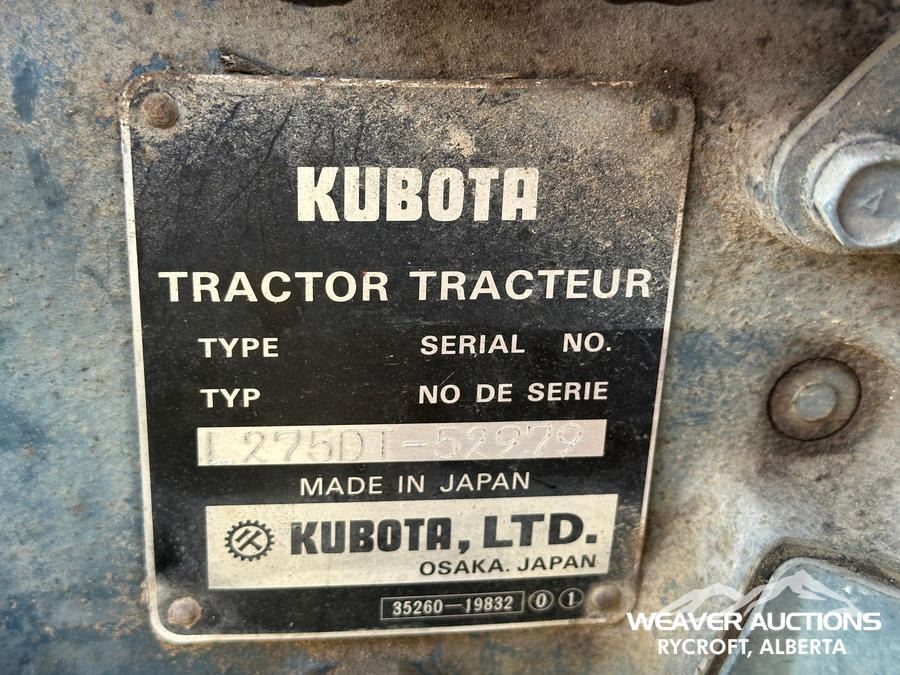 KUBOTA
TRACTOR TRACTEUR
TYPE SERIAL NO.
TYP NO DE SERIE
L275DT-52979
MADE IN JAPAN
KUBOTA, LTD.
OSAKA. JAPAN
35260-19832 0 1
WEAVER AUCTIONS
RYCROFT, ALBERTA